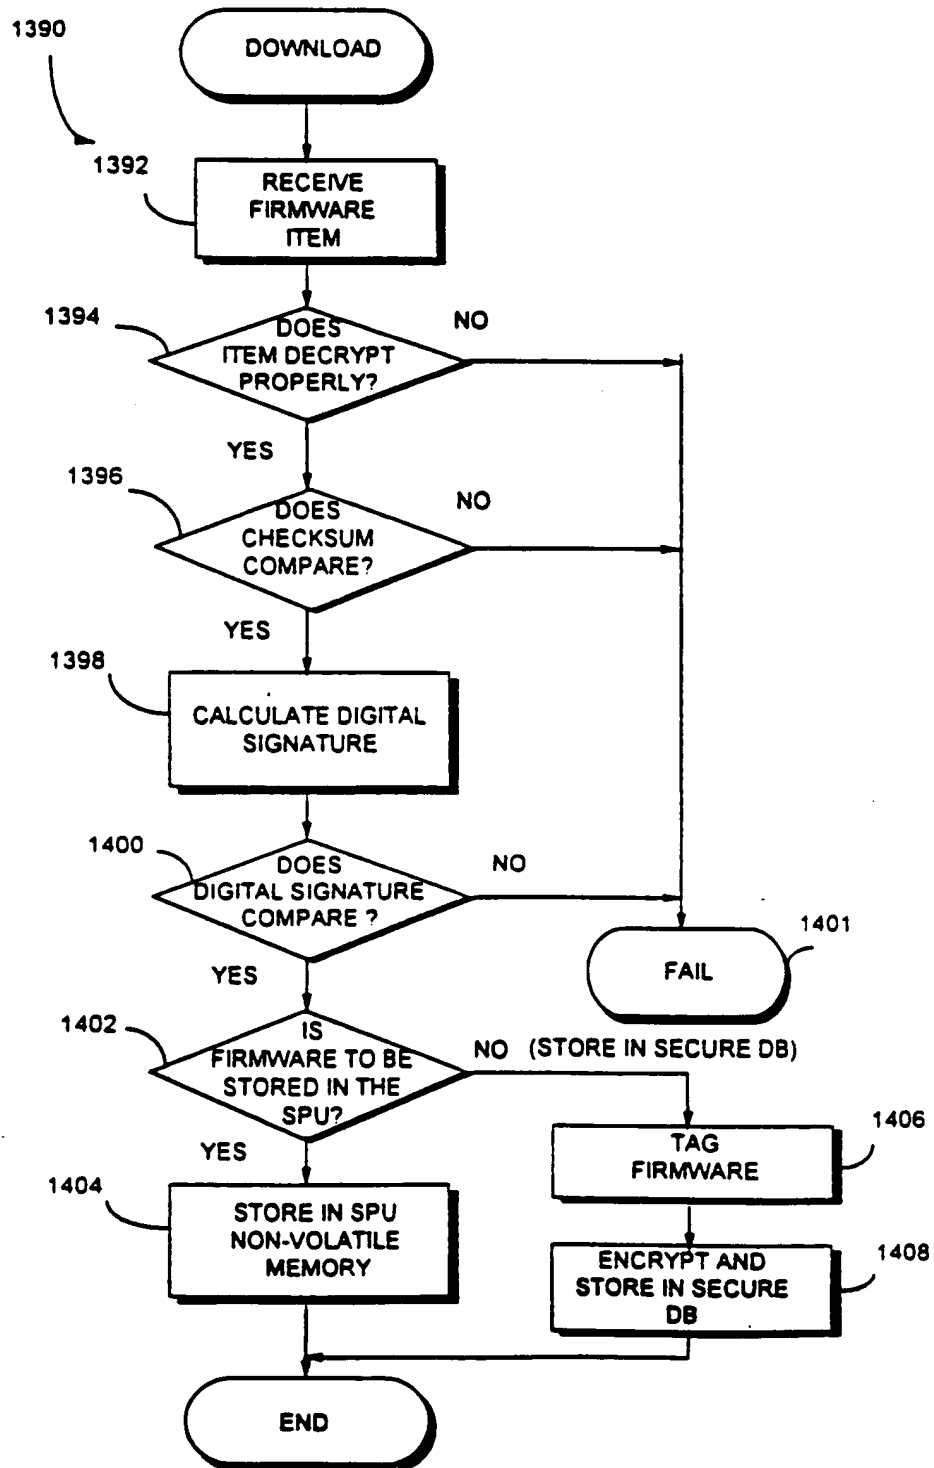 1390
DOWNLOAD
1392
RECEIVE
FIRMWARE
ITEM
1394
DOES
ITEM DECRYPT
PROPERLY?
NO
YES
1396
DOES
CHECKSUM
COMPARE?
NO
YES
1398
CALCULATE DIGITAL
SIGNATURE
1400
DOES
DIGITAL SIGNATURE
COMPARE ?
NO
YES
1401
FAIL
1402
IS
FIRMWARE TO BE
STORED IN THE
SPU?
NO (STORE IN SECURE DB)
YES
1404
STORE IN SPU
NON-VOLATILE
MEMORY
1406
TAG
FIRMWARE
1408
ENCRYPT AND
STORE IN SECURE
DB
END